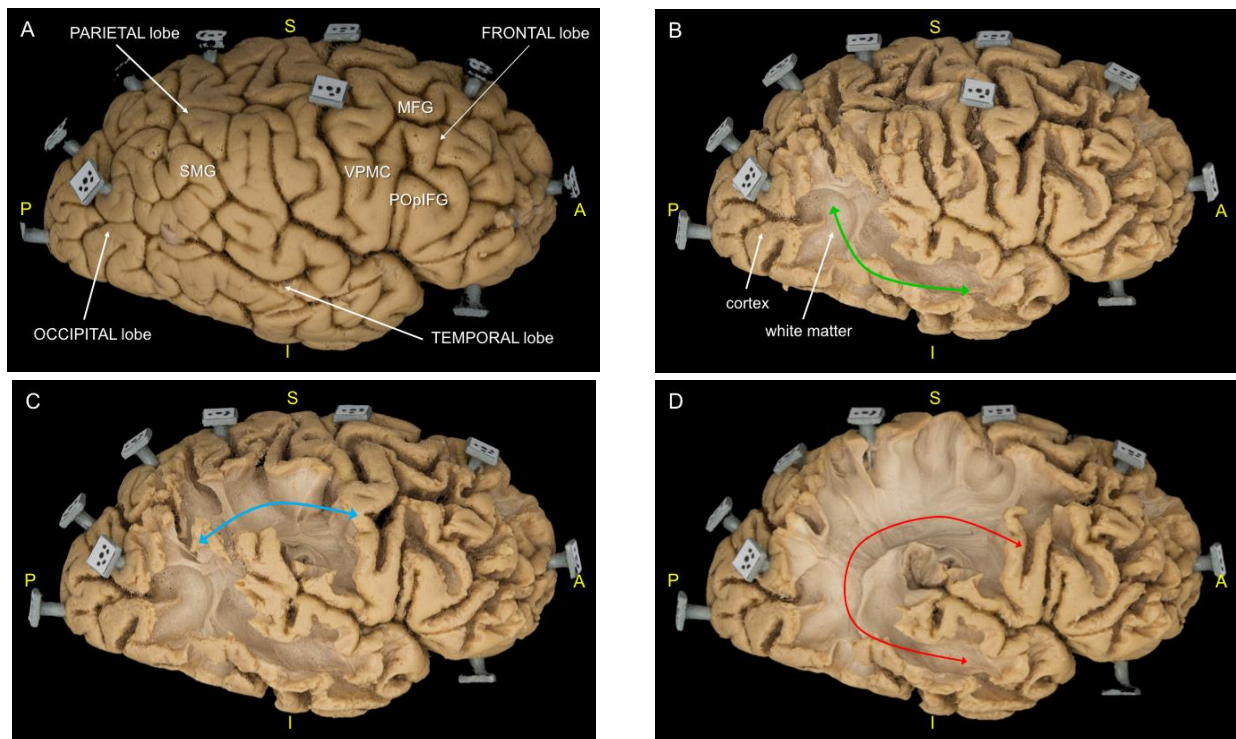 A
S
PARIETAL lobe
FRONTAL lobe
MFG
SMG
VPMC
POpIFG
P
A
OCCIPITAL lobe
TEMPORAL lobe
I
B
S
P
A
cortex
white matter
I
C
S
P
A
I
D
S
P
A
I